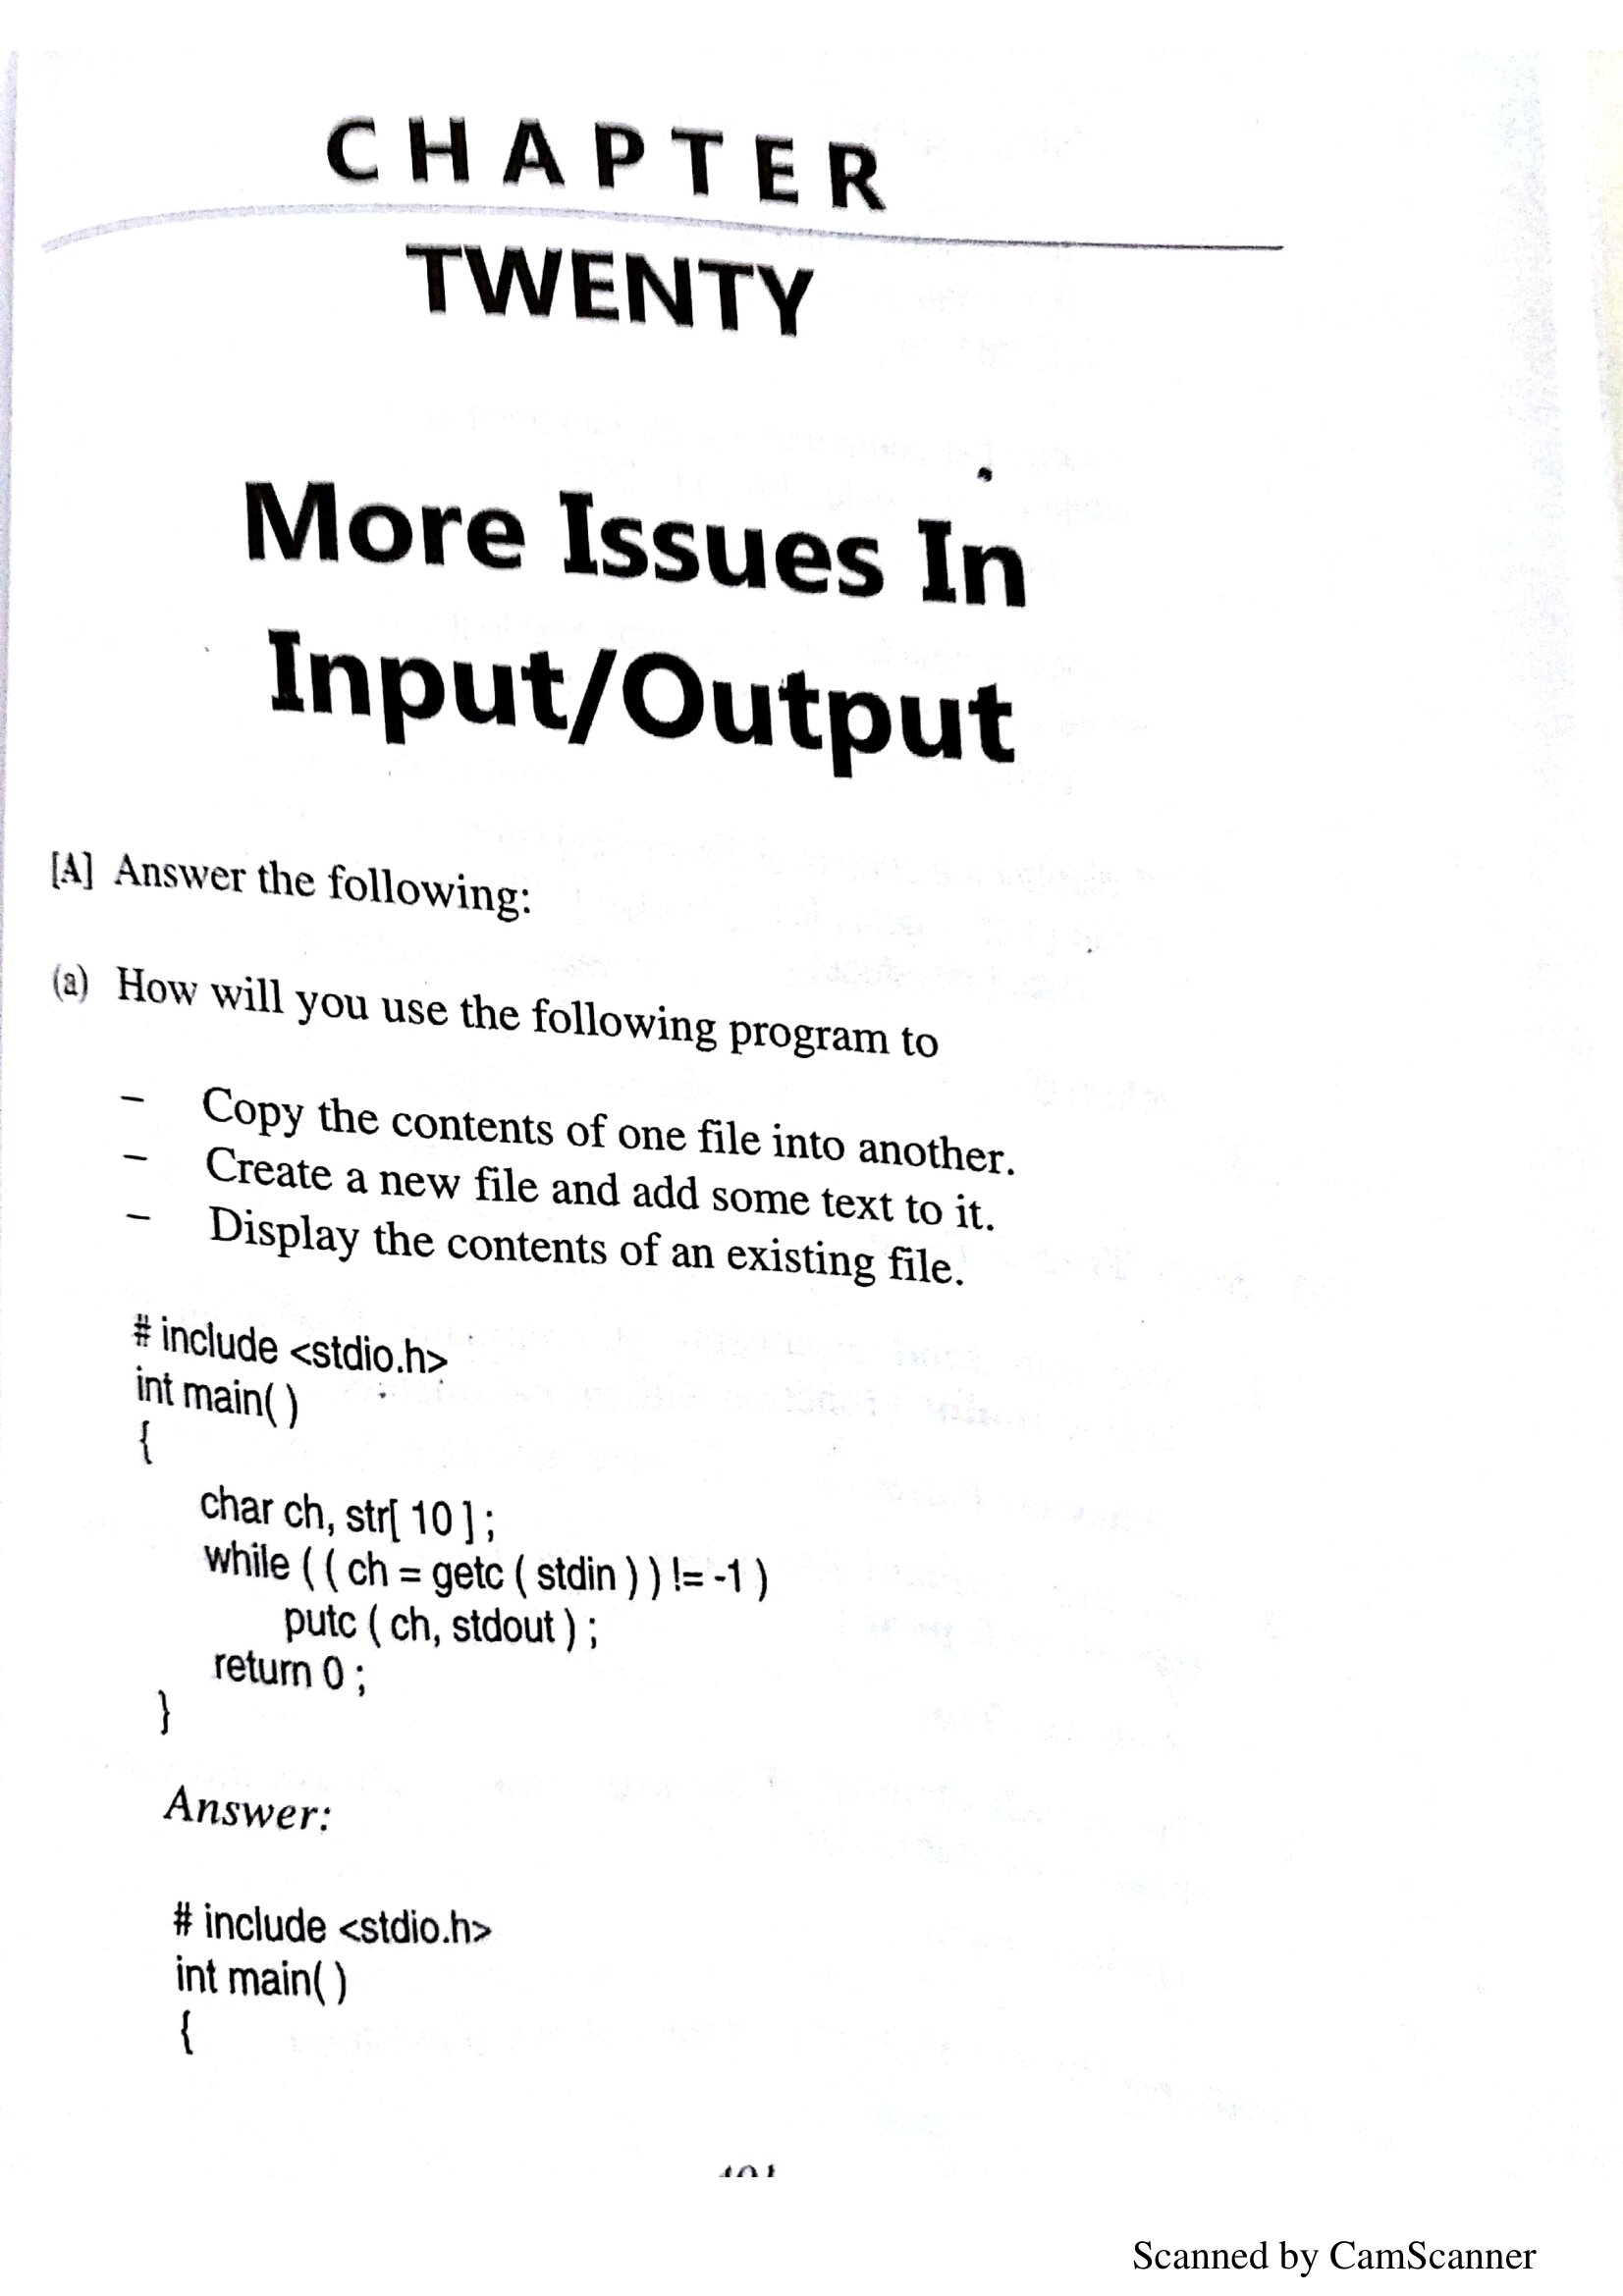 CHAPTER
TWENTY
More Issues In
Input/Output
[A] Answer the following:
(a) How will you use the following program to
– Copy the contents of one file into another.
– Create a new file and add some text to it.
– Display the contents of an existing file.
# include <stdio.h>
int main( )
{
char ch, str[ 10 ] ;
while ( ( ch = getc ( stdin ) ) != -1 )
putc ( ch, stdout ) ;
return 0 ;
}
Answer:
# include <stdio.h>
int main( )
{
Scanned by CamScanner